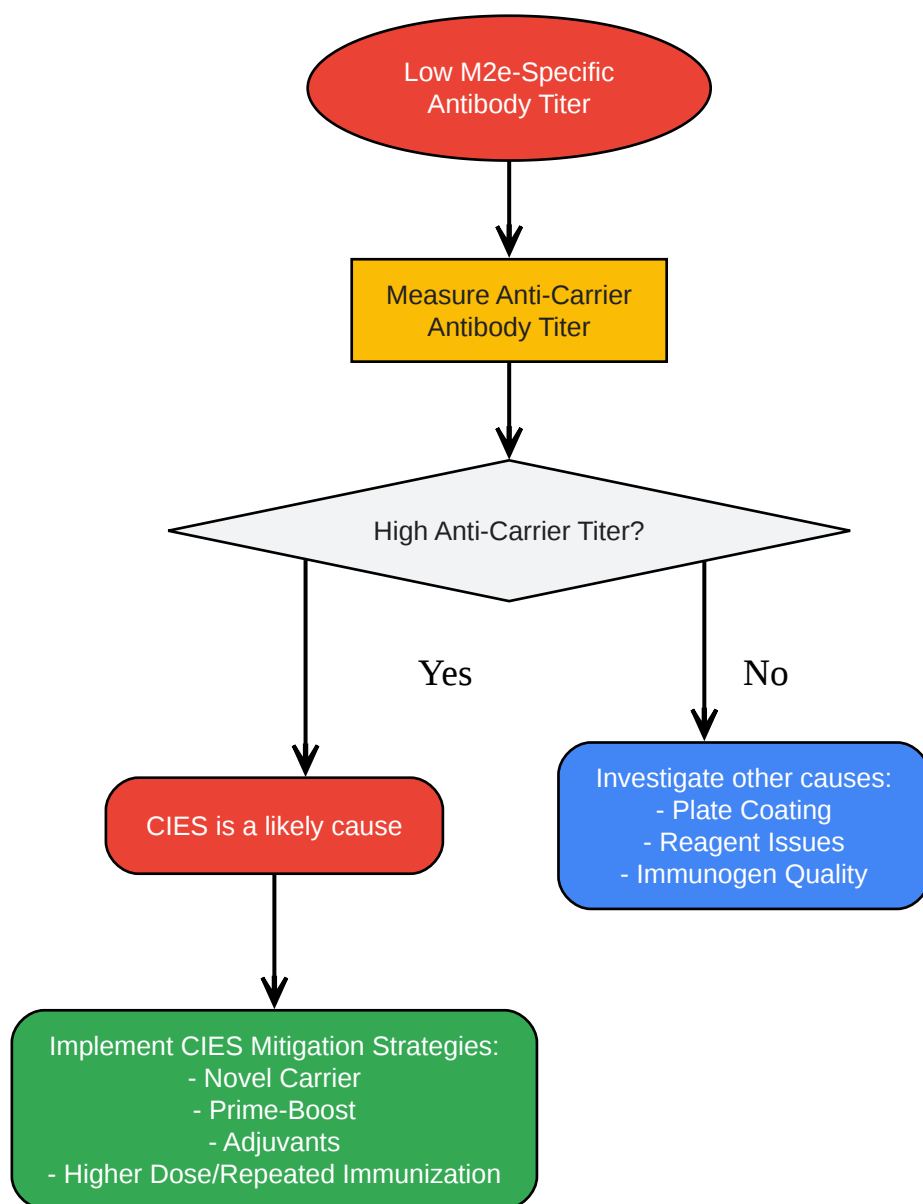 Low M2e-Specific
Antibody Titer
Measure Anti-Carrier
Antibody Titer
High Anti-Carrier Titer?
Yes
No
Investigate other causes:
- Plate Coating
- Reagent Issues
- Immunogen Quality
CIES is a likely cause
Implement CIES Mitigation Strategies:
- Novel Carrier
- Prime-Boost
- Adjuvants
- Higher Dose/Repeated Immunization